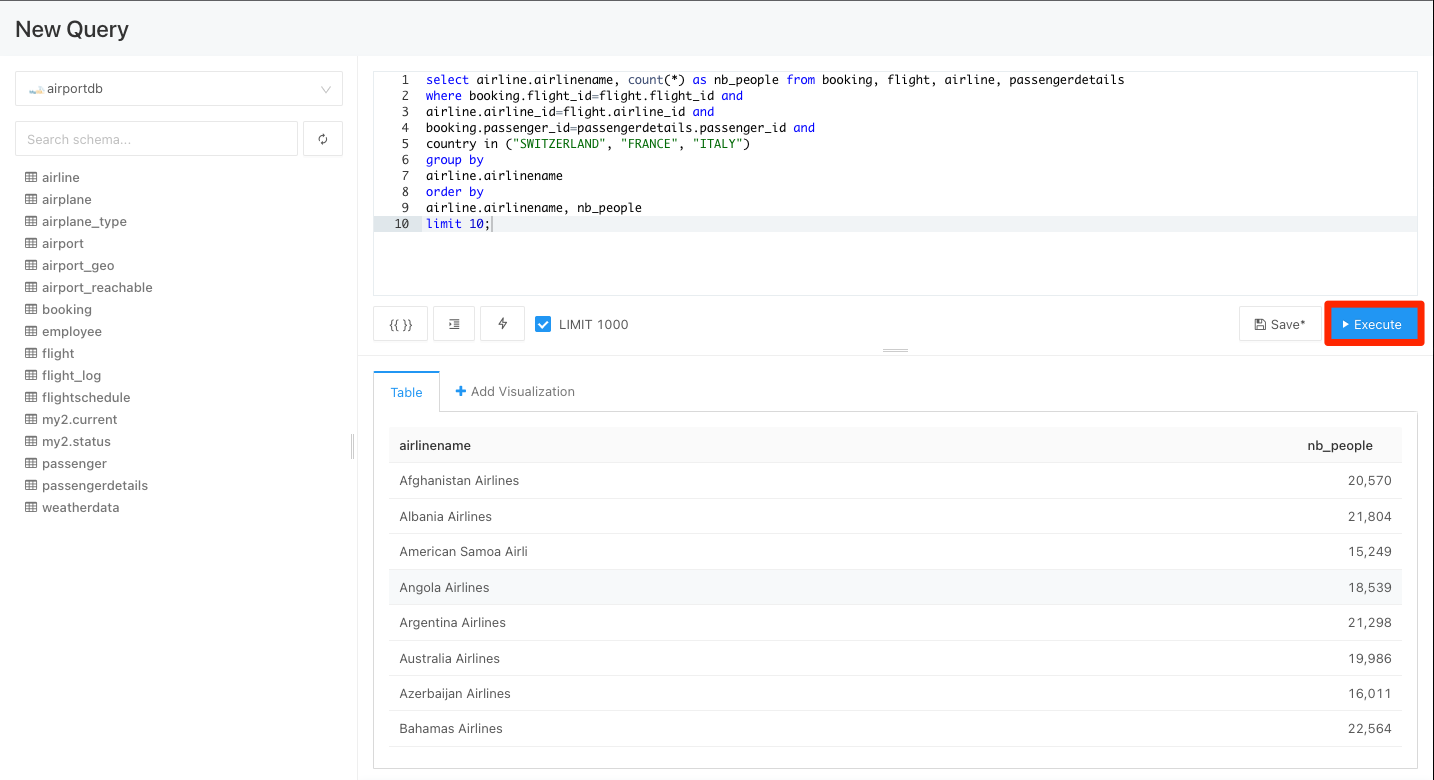 New Query
airportdb
Search schema...
airline
airplane
airplane_type
airport
airport_geo
airport_reachable
booking
employee
flight
flight_log
flightschedule
my2.current
my2.status
passenger
passengerdetails
weatherdata
1 select airline.airlinename, count(*) as nb_people from booking, flight, airline, passengerdetails
2 where booking.flight_id=flight.flight_id and
3 airline.airline_id=flight.airline_id and
4 booking.passenger_id=passengerdetails.passenger_id and
5 country in ("SWITZERLAND", "FRANCE", "ITALY")
6 group by
7 airline.airlinename
8 order by
9 airline.airlinename, nb_people
10 limit 10;
{{ }} LIMIT 1000 Save* Execute
Table Add Visualization
airlinename nb_people
Afghanistan Airlines 20,570
Albania Airlines 21,804
American Samoa Airli 15,249
Angola Airlines 18,539
Argentina Airlines 21,298
Australia Airlines 19,986
Azerbaijan Airlines 16,011
Bahamas Airlines 22,564